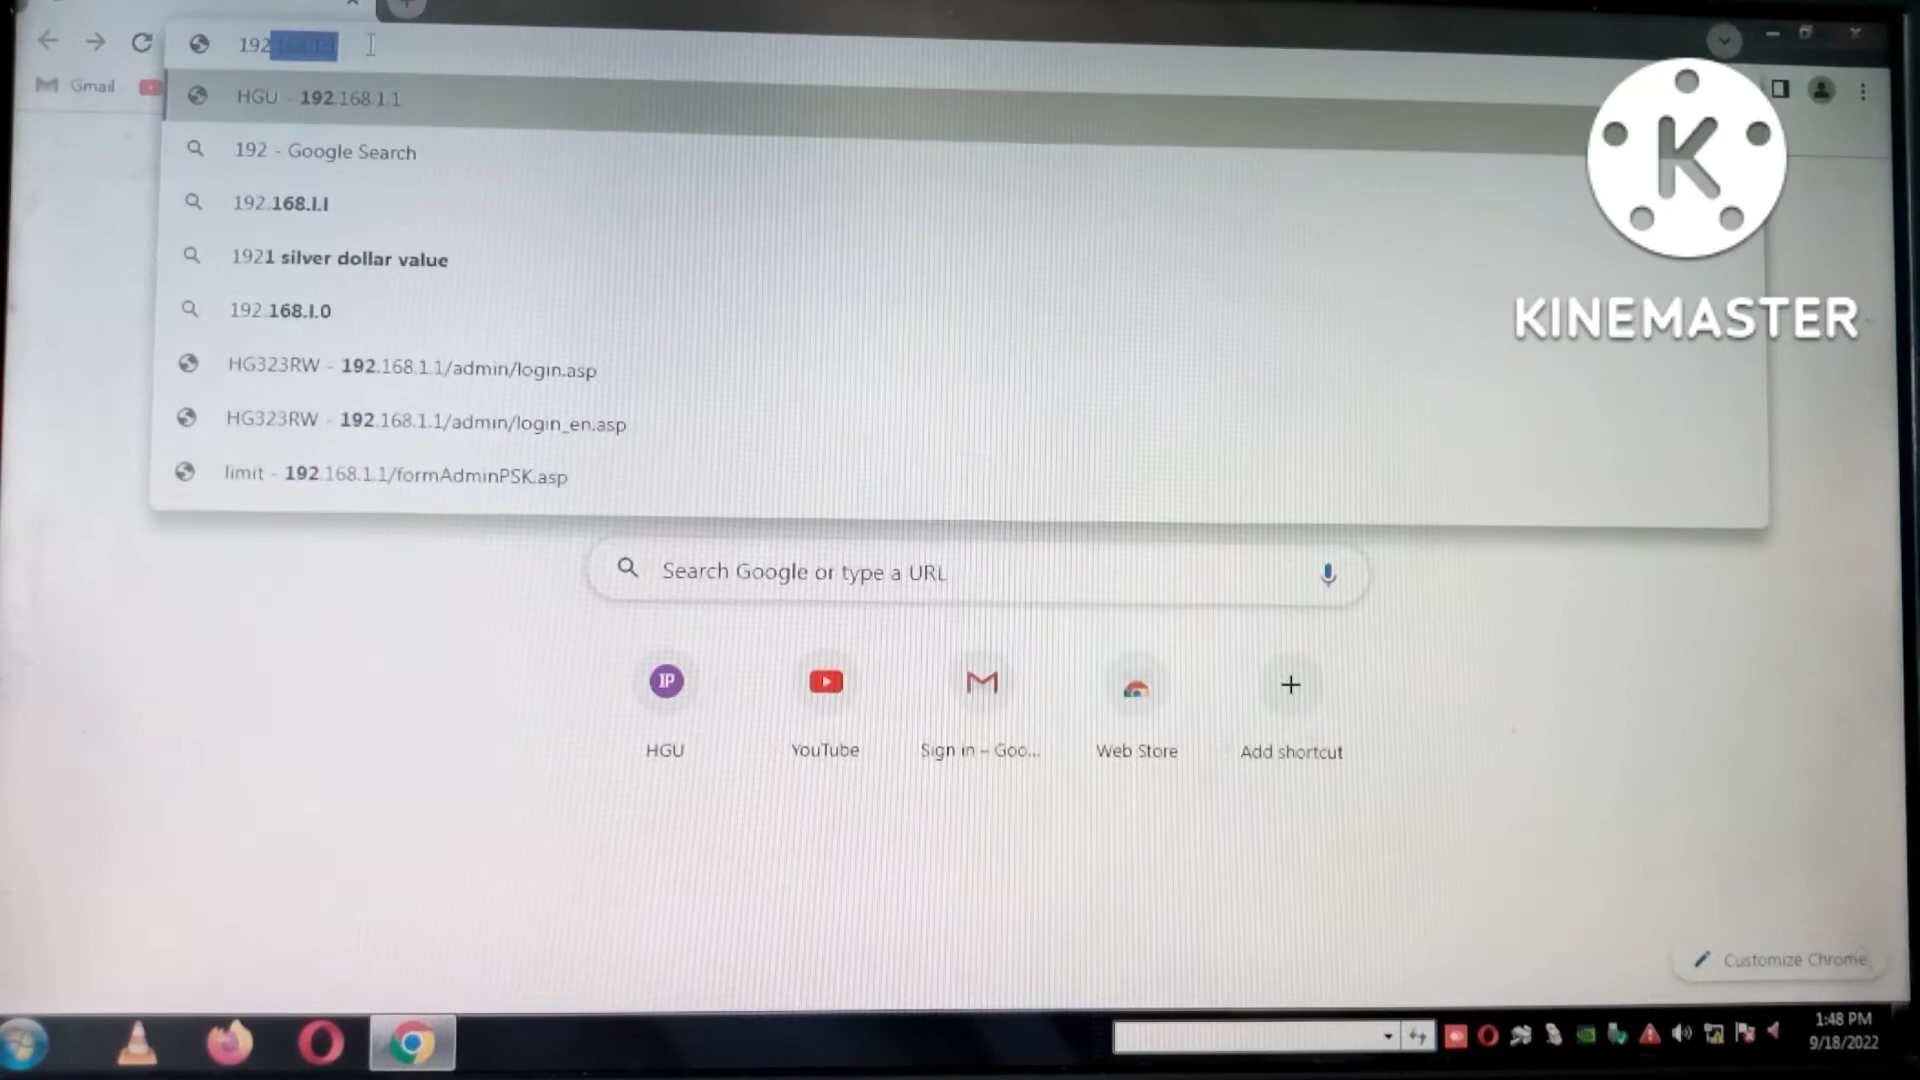 192.168.1.1
Gmail
HGU - 192.168.1.1
192 - Google Search
192.168.l.l
1921 silver dollar value
192.168.l.0
HG323RW - 192.168.1.1/admin/login.asp
HG323RW - 192.168.1.1/admin/login_en.asp
limit - 192.168.1.1/formAdminPSK.asp
K
KINEMASTER
Search Google or type a URL
IP
HGU
YouTube
Sign in – Goo...
Web Store
Add shortcut
Customize Chrome
1:48 PM
9/18/2022